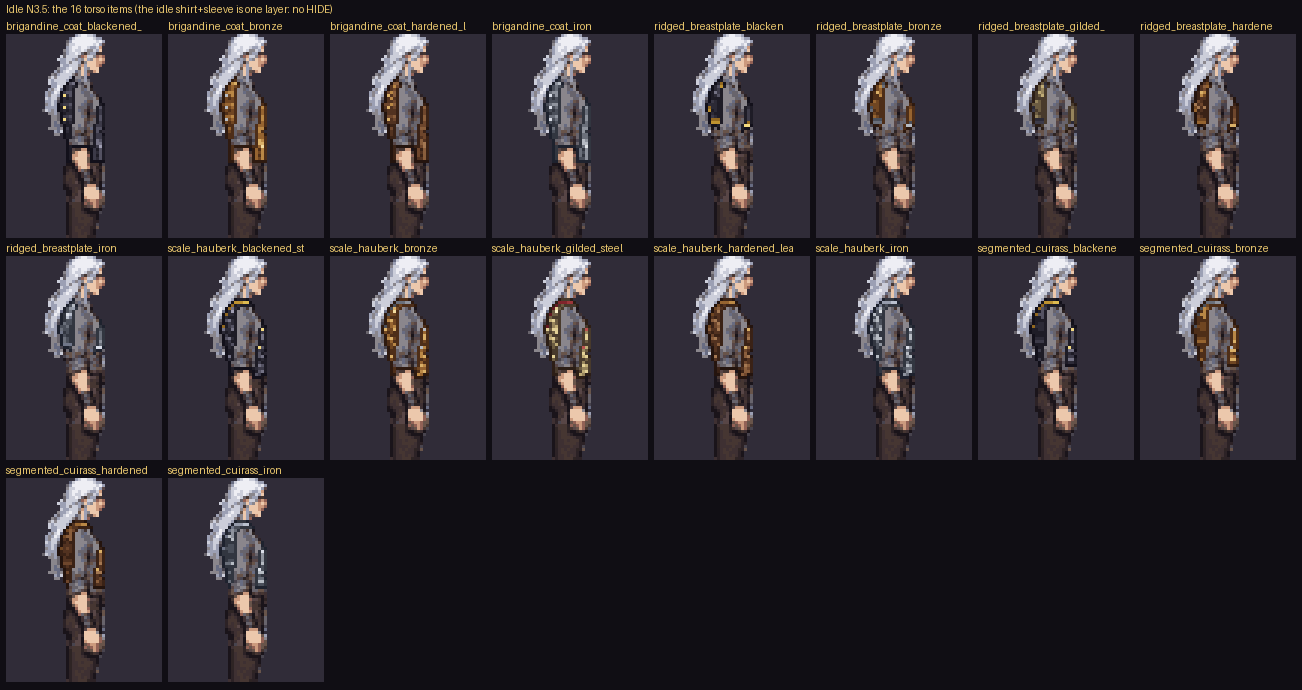 Idle N3.5: the 16 torso items (the idle shirt+sleeve is one layer: no HIDE)
brigandine_coat_blackened_
brigandine_coat_bronze
brigandine_coat_hardened_l
brigandine_coat_iron
ridged_breastplate_blacken
ridged_breastplate_bronze
ridged_breastplate_gilded_
ridged_breastplate_hardene
ridged_breastplate_iron
scale_hauberk_blackened_st
scale_hauberk_bronze
scale_hauberk_gilded_steel
scale_hauberk_hardened_lea
scale_hauberk_iron
segmented_cuirass_blackene
segmented_cuirass_bronze
segmented_cuirass_hardened
segmented_cuirass_iron